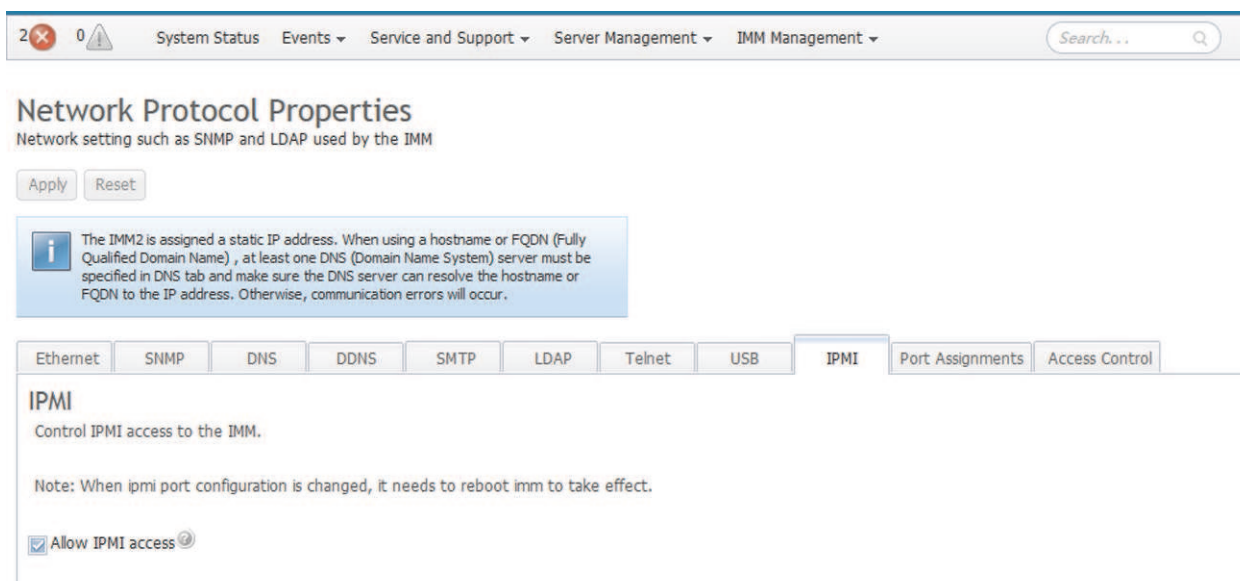 2 0 System Status Events Service and Support Server Management IMM Management Search...
Network Protocol Properties
Network setting such as SNMP and LDAP used by the IMM
Apply Reset
The IMM2 is assigned a static IP address. When using a hostname or FQDN (Fully
Qualified Domain Name) , at least one DNS (Domain Name System) server must be
specified in DNS tab and make sure the DNS server can resolve the hostname or
FQDN to the IP address. Otherwise, communication errors will occur.
Ethernet SNMP DNS DDNS SMTP LDAP Telnet USB IPMI Port Assignments Access Control
IPMI
Control IPMI access to the IMM.
Note: When ipmi port configuration is changed, it needs to reboot imm to take effect.
Allow IPMI access